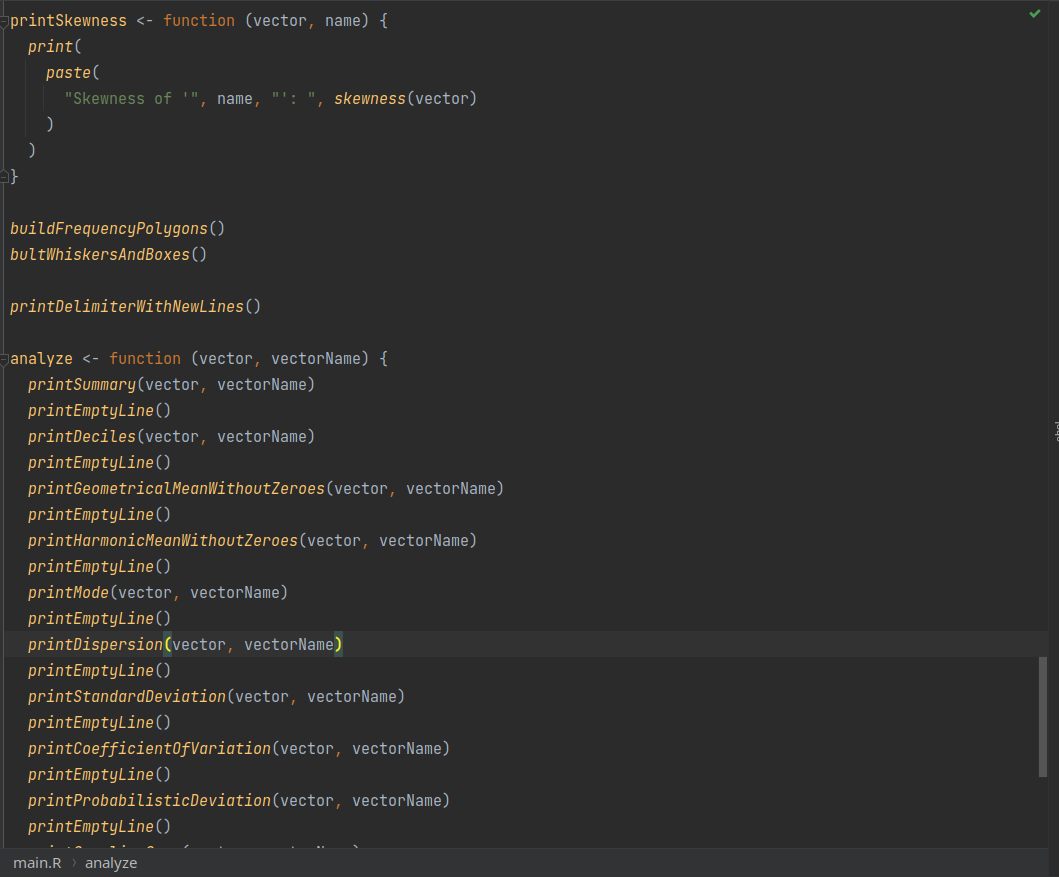 printSkewness <- function (vector, name) {
  print(
    paste(
      "Skewness of '", name, "': ", skewness(vector)
    )
  )
}

buildFrequencyPolygons()
bultWhiskersAndBoxes()

printDelimiterWithNewLines()

analyze <- function (vector, vectorName) {
  printSummary(vector, vectorName)
  printEmptyLine()
  printDeciles(vector, vectorName)
  printEmptyLine()
  printGeometricalMeanWithoutZeroes(vector, vectorName)
  printEmptyLine()
  printHarmonicMeanWithoutZeroes(vector, vectorName)
  printEmptyLine()
  printMode(vector, vectorName)
  printEmptyLine()
  printDispersion(vector, vectorName)
  printEmptyLine()
  printStandardDeviation(vector, vectorName)
  printEmptyLine()
  printCoefficientOfVariation(vector, vectorName)
  printEmptyLine()
  printProbabilisticDeviation(vector, vectorName)
  printEmptyLine()
main.R › analyze